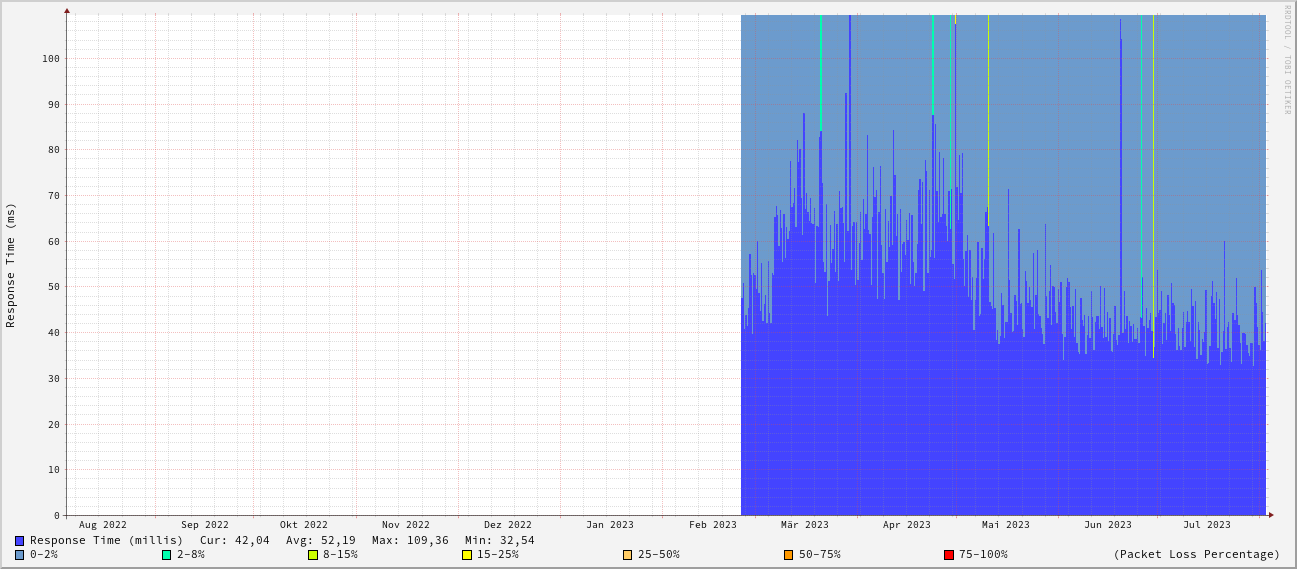 RRDTOOL / TOBI OETIKER
Response Time (ms)
100
90
80
70
60
50
40
30
20
10
0
Aug 2022 Sep 2022 Okt 2022 Nov 2022 Dez 2022 Jan 2023 Feb 2023 Mär 2023 Apr 2023 Mai 2023 Jun 2023 Jul 2023
Response Time (millis) Cur: 42,04 Avg: 52,19 Max: 109,36 Min: 32,54
0-2% 2-8% 8-15% 15-25% 25-50% 50-75% 75-100% (Packet Loss Percentage)